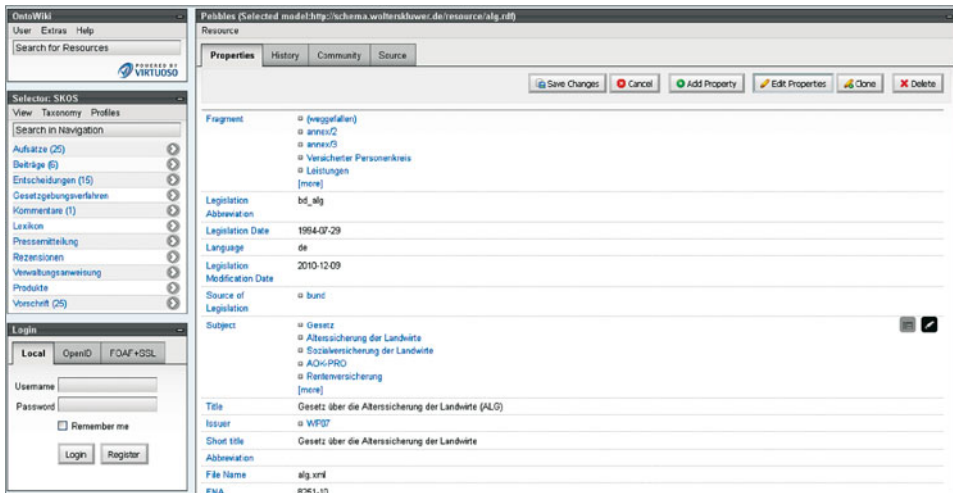 OntoWiki
User Extras Help
Search for Resources
POWERED BY
VIRTUOSO
Selector: SKOS
View Taxonomy Profiles
Search in Navigation
Aufsätze (25)
Beiträge (6)
Entscheidungen (15)
Gesetzgebungsverfahren
Kommentare (1)
Lexikon
Pressemitteilung
Rezensionen
Verwaltungsanweisung
Produkte
Vorschrift (25)
Login
Local OpenID FOAF+SSL
Username
Password
Remember me
Login Register
Pebbles (Selected model:http://schema.wolterskluwer.de/resource/alg.rdf)
Resource
Properties History Community Source
Save Changes Cancel Add Property Edit Properties Clone Delete
Fragment (weggefallen)
annex/2
annex/3
Versicherter Personenkreis
Leistungen
[more]
Legislation Abbreviation bd_alg
Legislation Date 1994-07-29
Language de
Legislation Modification Date 2010-12-09
Source of Legislation bund
Subject Gesetz
Alterssicherung der Landwirte
Sozialversicherung der Landwirte
AOK-PRO
Rentenversicherung
[more]
Title Gesetz über die Alterssicherung der Landwirte (ALG)
Issuer WP07
Short title Gesetz über die Alterssicherung der Landwirte
Abbreviation
File Name alg.xml
FNA 8251-10